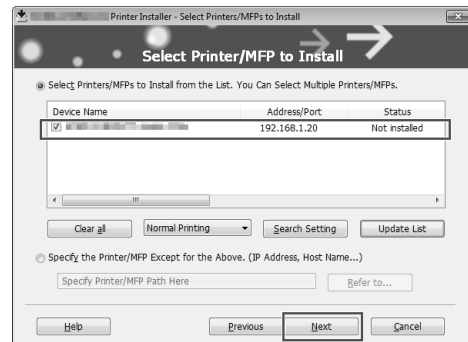 Printer Installer - Select Printers/MFPs to Install
Select Printer/MFP to Install
Select Printers/MFPs to Install from the List. You Can Select Multiple Printers/MFPs.
Device Name Address/Port Status
192.168.1.20 Not installed
Clear all Normal Printing Search Setting Update List
Specify the Printer/MFP Except for the Above. (IP Address, Host Name...)
Specify Printer/MFP Path Here Refer to...
Help Previous Next Cancel